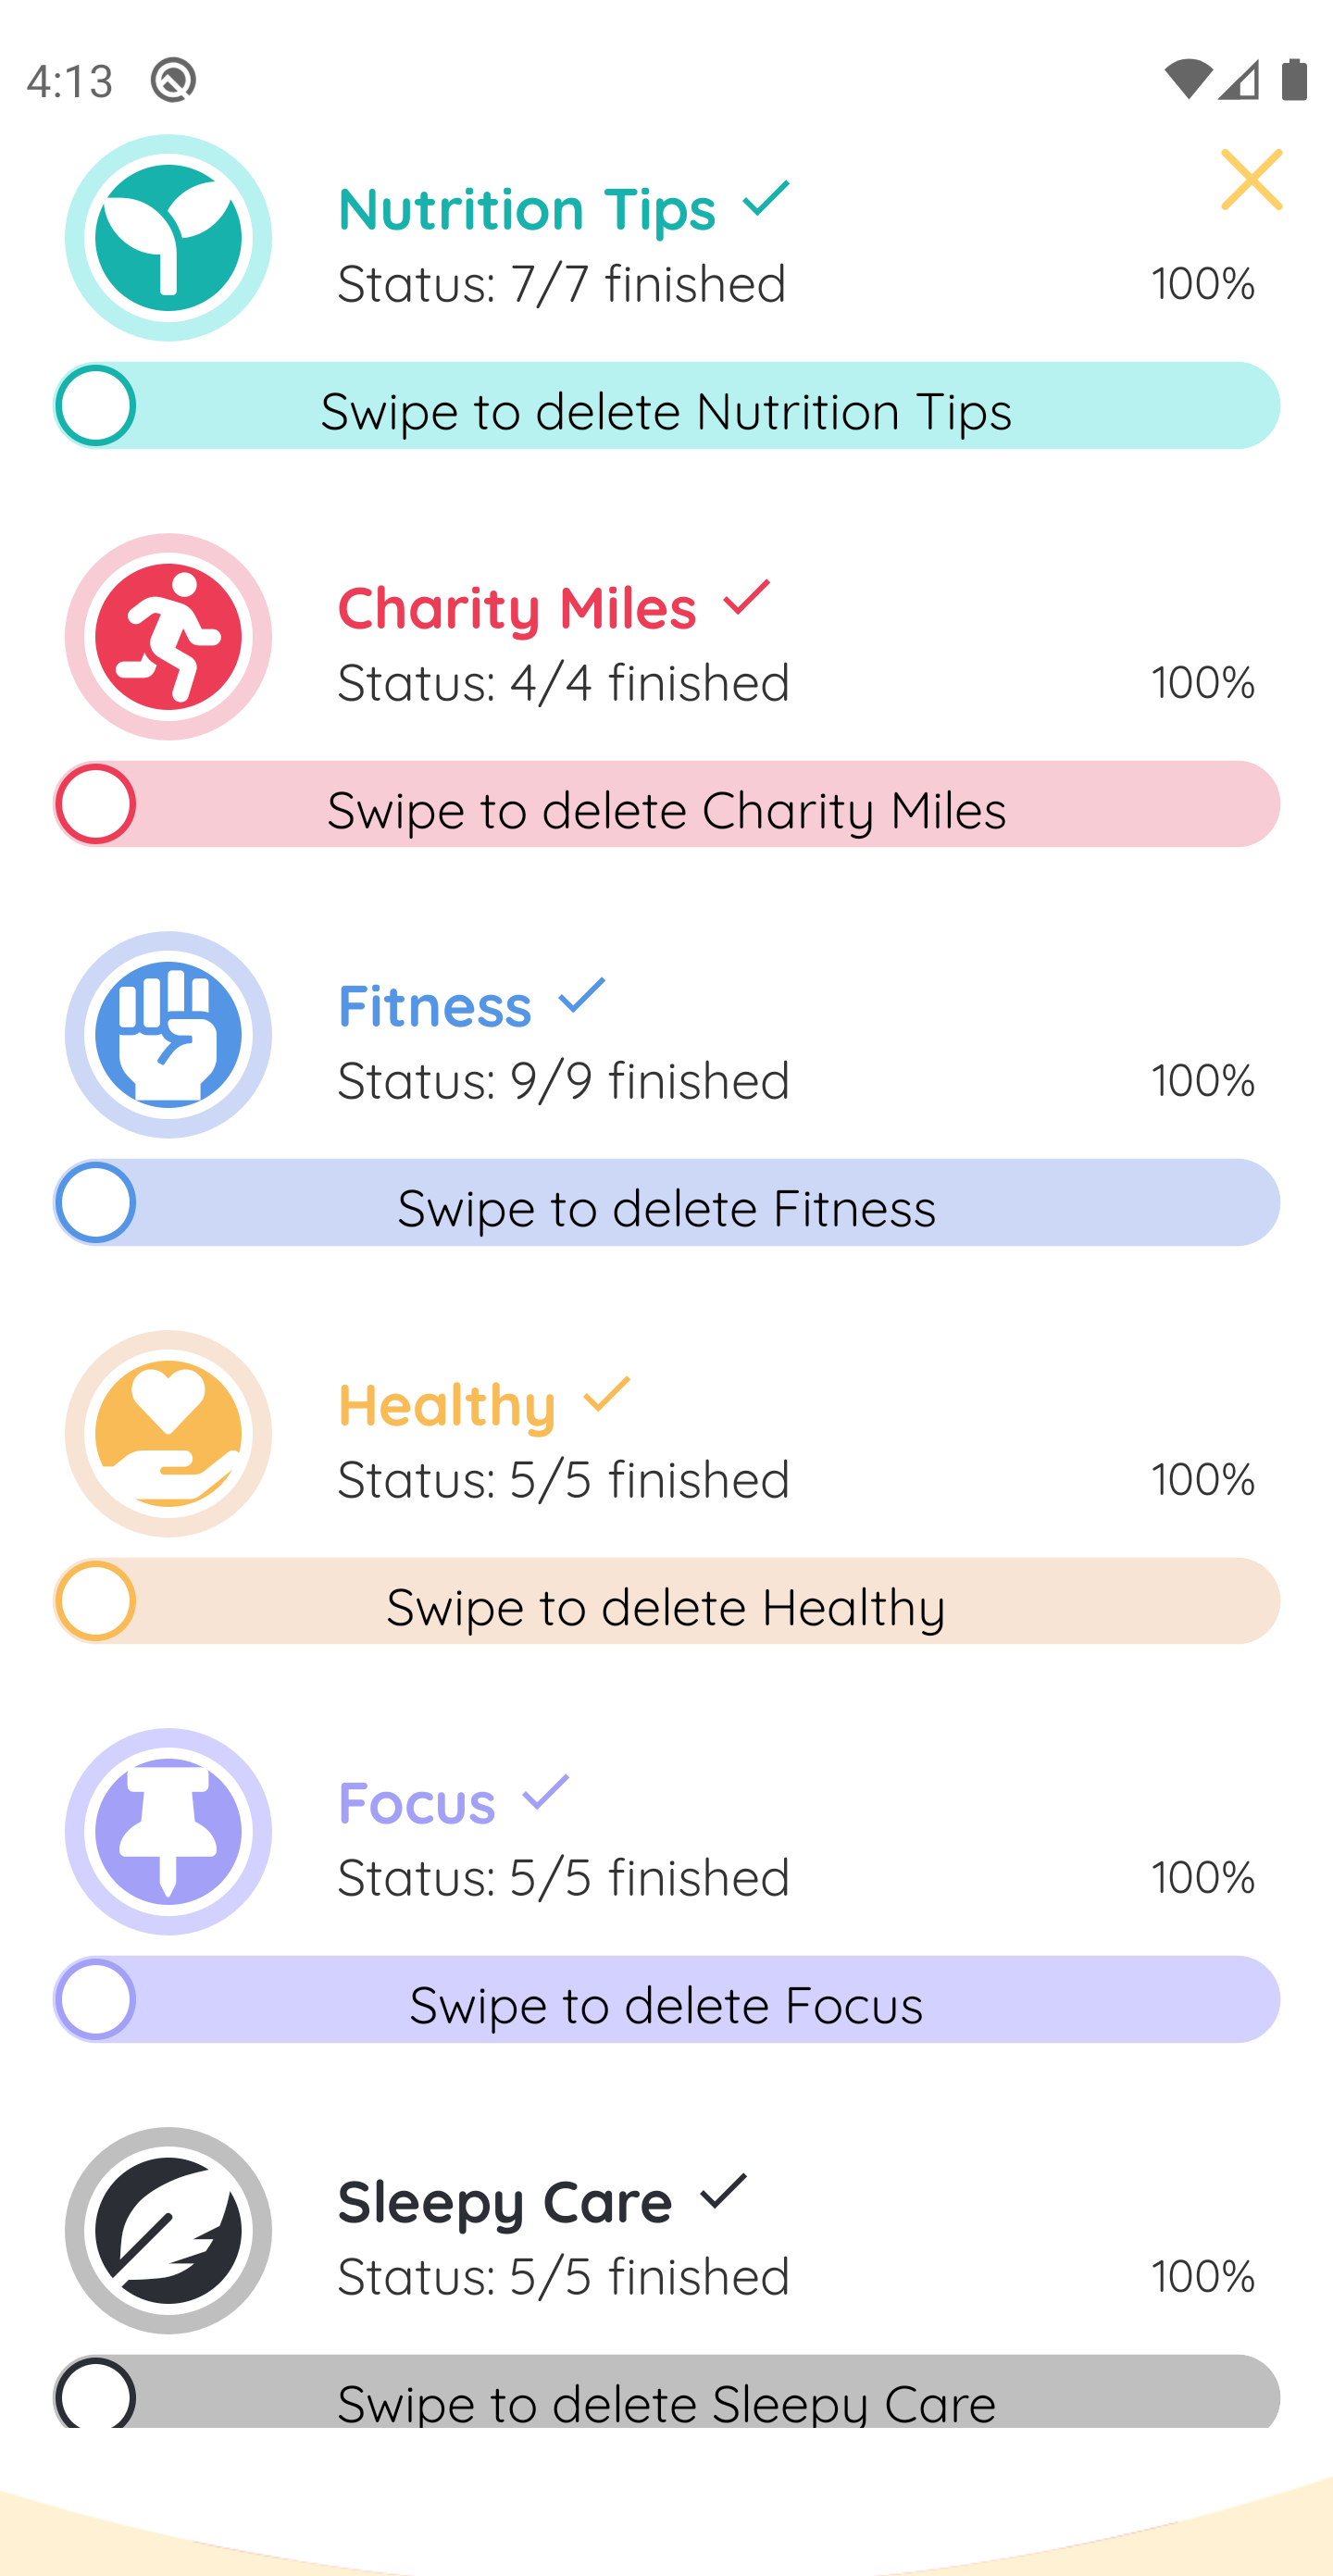 4:13
Nutrition Tips
Status: 7/7 finished 100%
Swipe to delete Nutrition Tips
Charity Miles
Status: 4/4 finished 100%
Swipe to delete Charity Miles
Fitness
Status: 9/9 finished 100%
Swipe to delete Fitness
Healthy
Status: 5/5 finished 100%
Swipe to delete Healthy
Focus
Status: 5/5 finished 100%
Swipe to delete Focus
Sleepy Care
Status: 5/5 finished 100%
Swipe to delete Sleepy Care